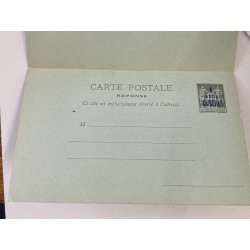 CARTE POSTALE
RÉPONSE
Ce côté est exclusivement réservé à l'adresse.
M